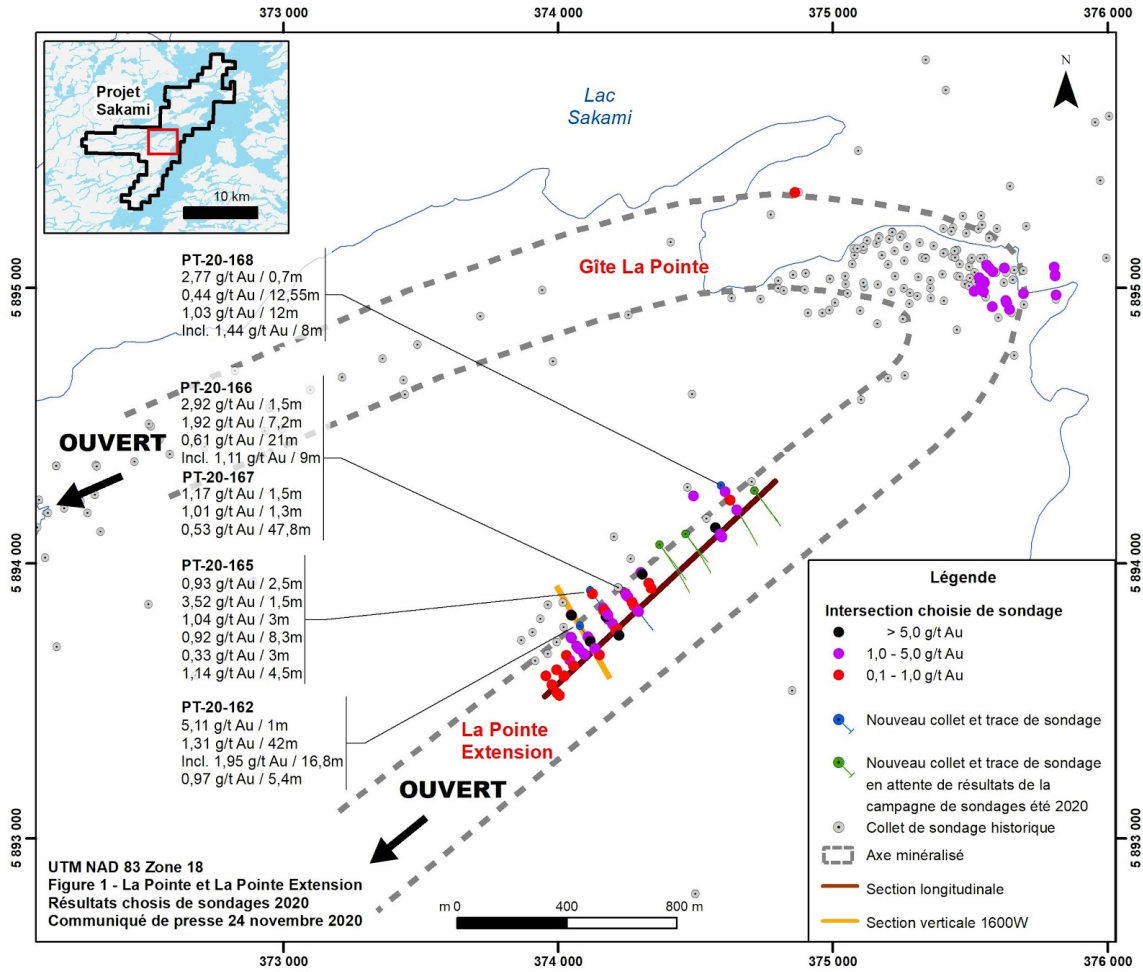 373 000
374 000
375 000
376 000
Projet
Sakami
10 km
Lac
Sakami
N
5 895 000
5 895 000
Gîte La Pointe
PT-20-168
2,77 g/t Au / 0,7m
0,44 g/t Au / 12,55m
1,03 g/t Au / 12m
Incl. 1,44 g/t Au / 8m
PT-20-166
2,92 g/t Au / 1,5m
1,92 g/t Au / 7,2m
0,61 g/t Au / 21m
Incl. 1,11 g/t Au / 9m
OUVERT
PT-20-167
1,17 g/t Au / 1,5m
1,01 g/t Au / 1,3m
0,53 g/t Au / 47,8m
5 894 000
5 894 000
PT-20-165
0,93 g/t Au / 2,5m
3,52 g/t Au / 1,5m
1,04 g/t Au / 3m
0,92 g/t Au / 8,3m
0,33 g/t Au / 3m
1,14 g/t Au / 4,5m
PT-20-162
5,11 g/t Au / 1m
1,31 g/t Au / 42m
Incl. 1,95 g/t Au / 16,8m
0,97 g/t Au / 5,4m
La Pointe
Extension
OUVERT
5 893 000
5 893 000
Légende
Intersection choisie de sondage
> 5,0 g/t Au
1,0 - 5,0 g/t Au
0,1 - 1,0 g/t Au
Nouveau collet et trace de sondage
Nouveau collet et trace de sondage
en attente de résultats de la
campagne de sondages été 2020
Collet de sondage historique
Axe minéralisé
Section longitudinale
Section verticale 1600W
UTM NAD 83 Zone 18
Figure 1 - La Pointe et La Pointe Extension
Résultats chosis de sondages 2020
Communiqué de presse 24 novembre 2020
m 0
400
800 m
373 000
374 000
375 000
376 000